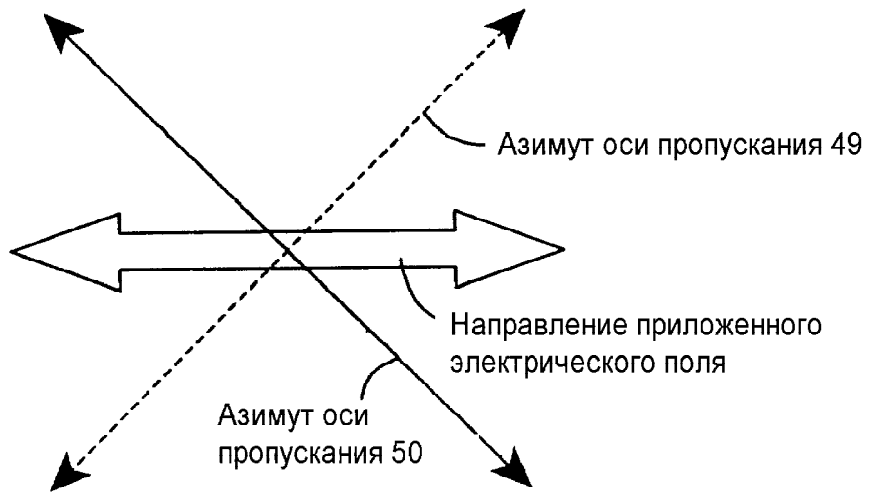 Азимут оси пропускания 49
Направление приложенного
электрического поля
Азимут оси
пропускания 50